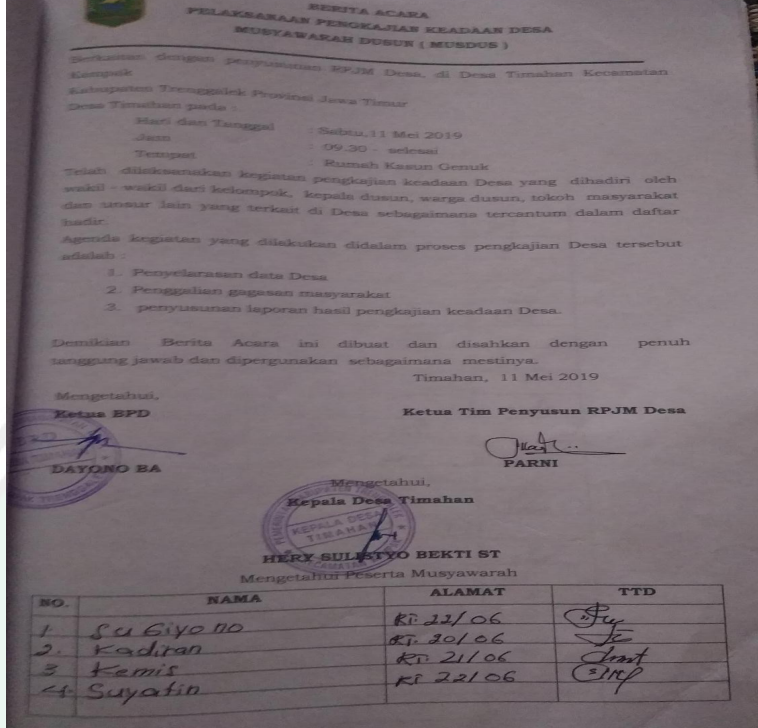 BERITA ACARA
PELAKSANAAN PENGKAJIAN KEADAAN DESA
MUSYAWARAH DUSUN ( MUSDUS )
Berkaitan dengan penyusunan RPJM Desa, di Desa Timahan Kecamatan
Kampak
Kabupaten Trenggalek Provinsi Jawa Timur
Desa Timahan pada :
Hari dan Tanggal : Sabtu, 11 Mei 2019
Jam : 09.30 - selesai
Tempat : Rumah Kasun Genuk
Telah dilaksanakan kegiatan pengkajian keadaan Desa yang dihadiri oleh
wakil - wakil dari kelompok, kepala dusun, warga dusun, tokoh masyarakat
dan unsur lain yang terkait di Desa sebagaimana tercantum dalam daftar
hadir.
Agenda kegiatan yang dilakukan didalam proses pengkajian Desa tersebut
adalah :
1. Penyelarasan data Desa
2. Penggalian gagasan masyarakat
3. penyusunan laporan hasil pengkajian keadaan Desa.
Demikian Berita Acara ini dibuat dan disahkan dengan penuh
tanggung jawab dan dipergunakan sebagaimana mestinya.
Timahan, 11 Mei 2019
Mengetahui,
Ketua BPD Ketua Tim Penyusun RPJM Desa
DAYONO BA PARNI
Mengetahui,
Kepala Desa Timahan
KEPALA DESA
TIMAHAN
HERY SULISTYO BEKTI ST
Mengetahui Peserta Musyawarah
NO. NAMA ALAMAT TTD
1. Sugiyono RT. 22/06
2. Kadiran RT. 20/06
3 Kemis RT. 21/06
4. Suyatin RT 22/06